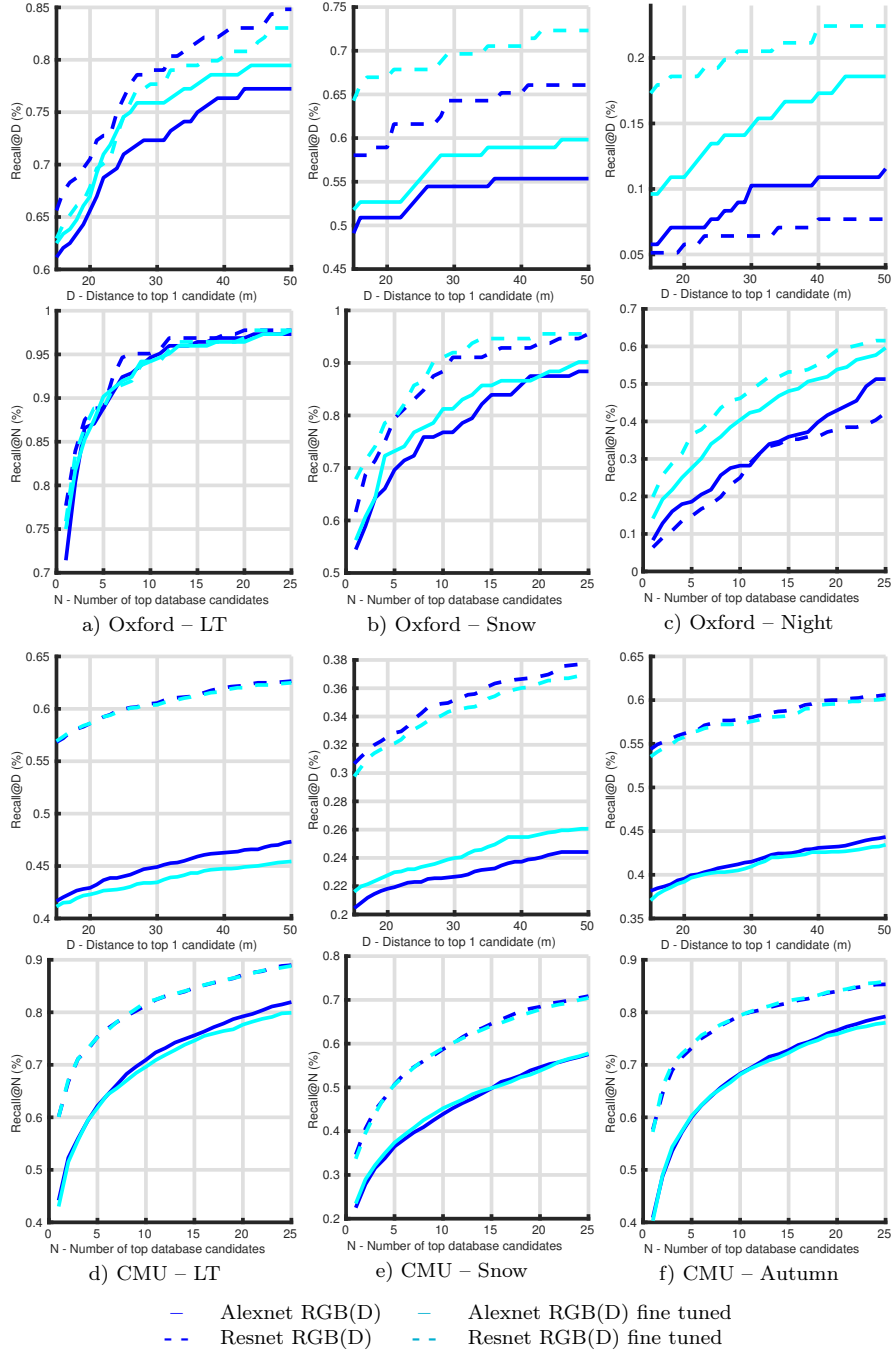 0.85
0.8
0.75
0.7
0.65
0.6
20 30 40 50
Recall@D (%)
D - Distance to top 1 candidate (m)
0.75
0.7
0.65
0.6
0.55
0.5
0.45
20 30 40 50
Recall@D (%)
D - Distance to top 1 candidate (m)
0.2
0.15
0.1
0.05
20 30 40 50
Recall@D (%)
D - Distance to top 1 candidate (m)
1
0.95
0.9
0.85
0.8
0.75
0.7
0 5 10 15 20 25
Recall@N (%)
N - Number of top database candidates
a) Oxford – LT
1
0.9
0.8
0.7
0.6
0.5
0 5 10 15 20 25
Recall@N (%)
N - Number of top database candidates
b) Oxford – Snow
0.7
0.6
0.5
0.4
0.3
0.2
0.1
0
0 5 10 15 20 25
Recall@N (%)
N - Number of top database candidates
c) Oxford – Night
0.65
0.6
0.55
0.5
0.45
0.4
20 30 40 50
Recall@D (%)
D - Distance to top 1 candidate (m)
0.38
0.36
0.34
0.32
0.3
0.28
0.26
0.24
0.22
0.2
20 30 40 50
Recall@D (%)
D - Distance to top 1 candidate (m)
0.65
0.6
0.55
0.5
0.45
0.4
0.35
20 30 40 50
Recall@D (%)
D - Distance to top 1 candidate (m)
0.9
0.8
0.7
0.6
0.5
0.4
0 5 10 15 20 25
Recall@N (%)
N - Number of top database candidates
d) CMU – LT
0.8
0.7
0.6
0.5
0.4
0.3
0.2
0 5 10 15 20 25
Recall@N (%)
N - Number of top database candidates
e) CMU – Snow
0.9
0.8
0.7
0.6
0.5
0.4
0 5 10 15 20 25
Recall@N (%)
N - Number of top database candidates
f) CMU – Autumn
Alexnet RGB(D) Alexnet RGB(D) fine tuned
Resnet RGB(D) Resnet RGB(D) fine tuned